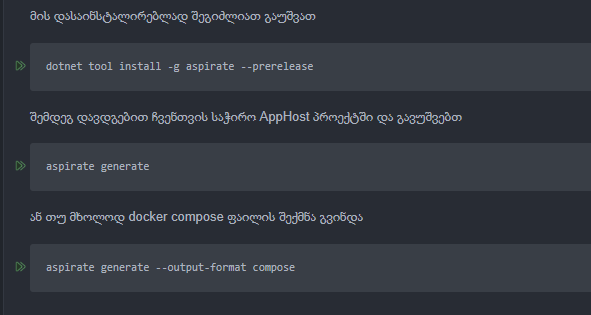 მის დასაინსტალირებლად შეგიძლიათ გაუშვათ
dotnet tool install -g aspirate --prerelease
შემდეგ დავდგებით ჩვენთვის საჭირო AppHost პროექტში და გავუშვებთ
aspirate generate
ან თუ მხოლოდ docker compose ფაილის შექმნა გვინდა
aspirate generate --output-format compose